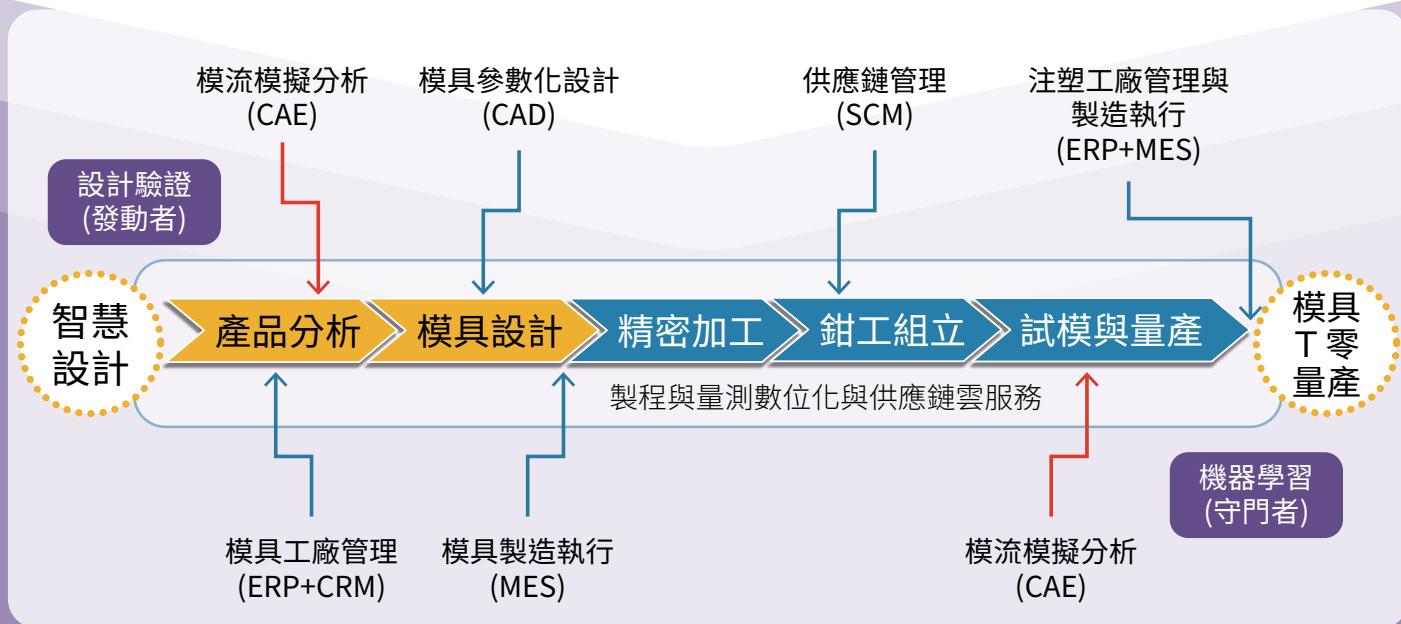 模流模擬分析
(CAE)
模具參數化設計
(CAD)
供應鏈管理
(SCM)
注塑工廠管理與
製造執行
(ERP+MES)
設計驗證
(發動者)
智慧
設計
產品分析
模具設計
精密加工
鉗工組立
試模與量產
模具
T零
量產
製程與量測數位化與供應鏈雲服務
機器學習
(守門者)
模具工廠管理
(ERP+CRM)
模具製造執行
(MES)
模流模擬分析
(CAE)